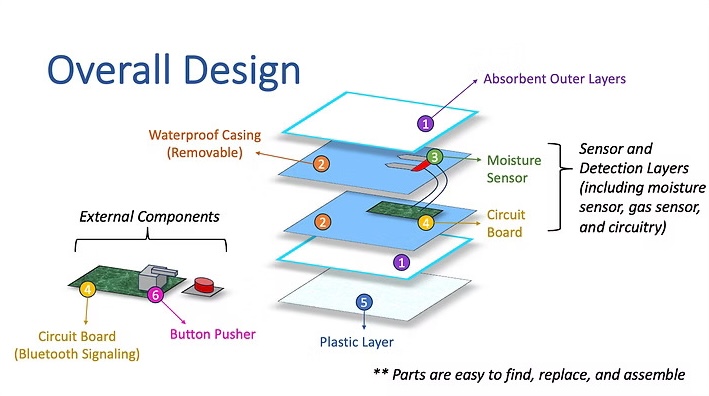 Overall Design
Absorbent Outer Layers
1
Waterproof Casing
(Removable)
2
3
Moisture
Sensor
Sensor and
Detection Layers
(including moisture
sensor, gas sensor,
and circuitry)
External Components
2
4
Circuit
Board
1
4
6
5
Circuit Board
(Bluetooth Signaling)
Button Pusher
Plastic Layer
** Parts are easy to find, replace, and assemble